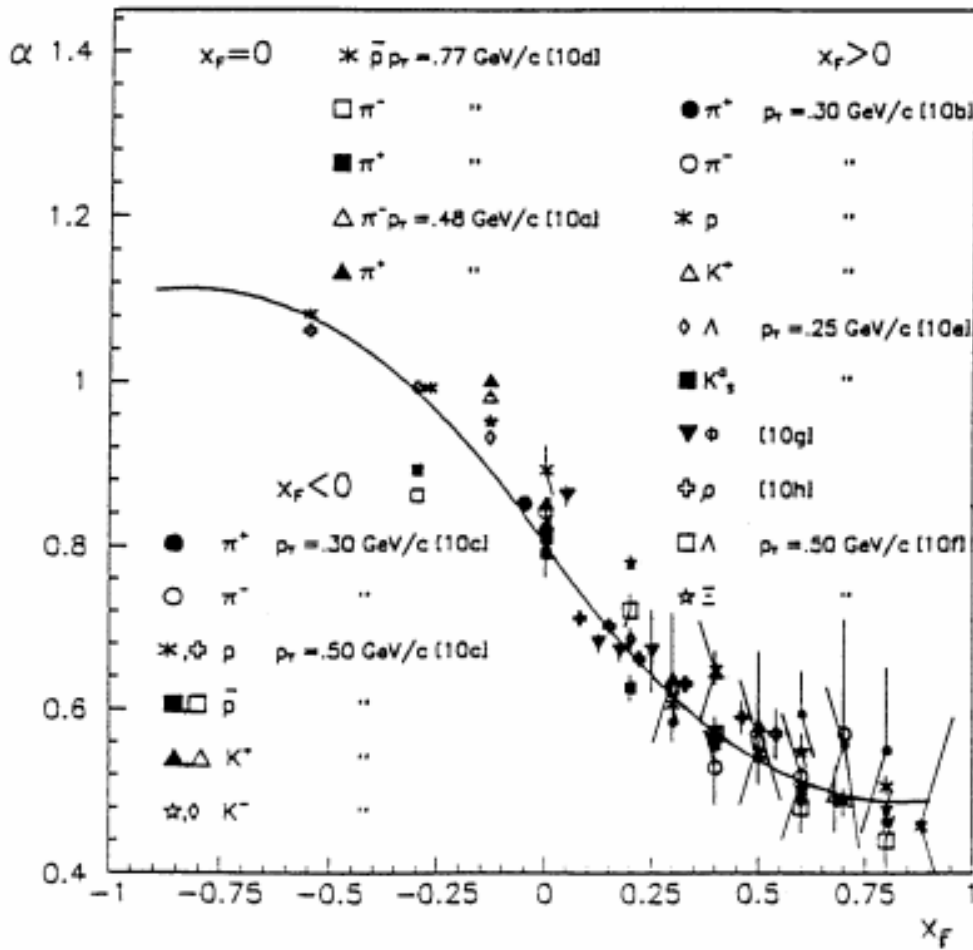 α
1.4
1.2
1
0.8
0.6
0.4
x_F=0
* p̄ p_T =.77 GeV/c [10d]
□ π⁻ "
■ π⁺ "
△ π⁻ p_T =.48 GeV/c [10a]
▲ π⁺ "
x_F>0
● π⁺ p_T =.30 GeV/c [10b]
○ π⁻ "
* p "
△ K⁺ "
◊ Λ p_T =.25 GeV/c [10e]
■ K⁰_s "
▼ Φ [10g]
✚ ρ [10h]
□ Λ p_T =.50 GeV/c [10f]
☆ Ξ "
x_F<0
● π⁺ p_T =.30 GeV/c [10c]
○ π⁻ "
*,✚ p p_T =.50 GeV/c [10c]
■□ p̄ "
▲△ K⁺ "
☆,◊ K⁻ "
-1 -0.75 -0.5 -0.25 0 0.25 0.5 0.75 1
x_F